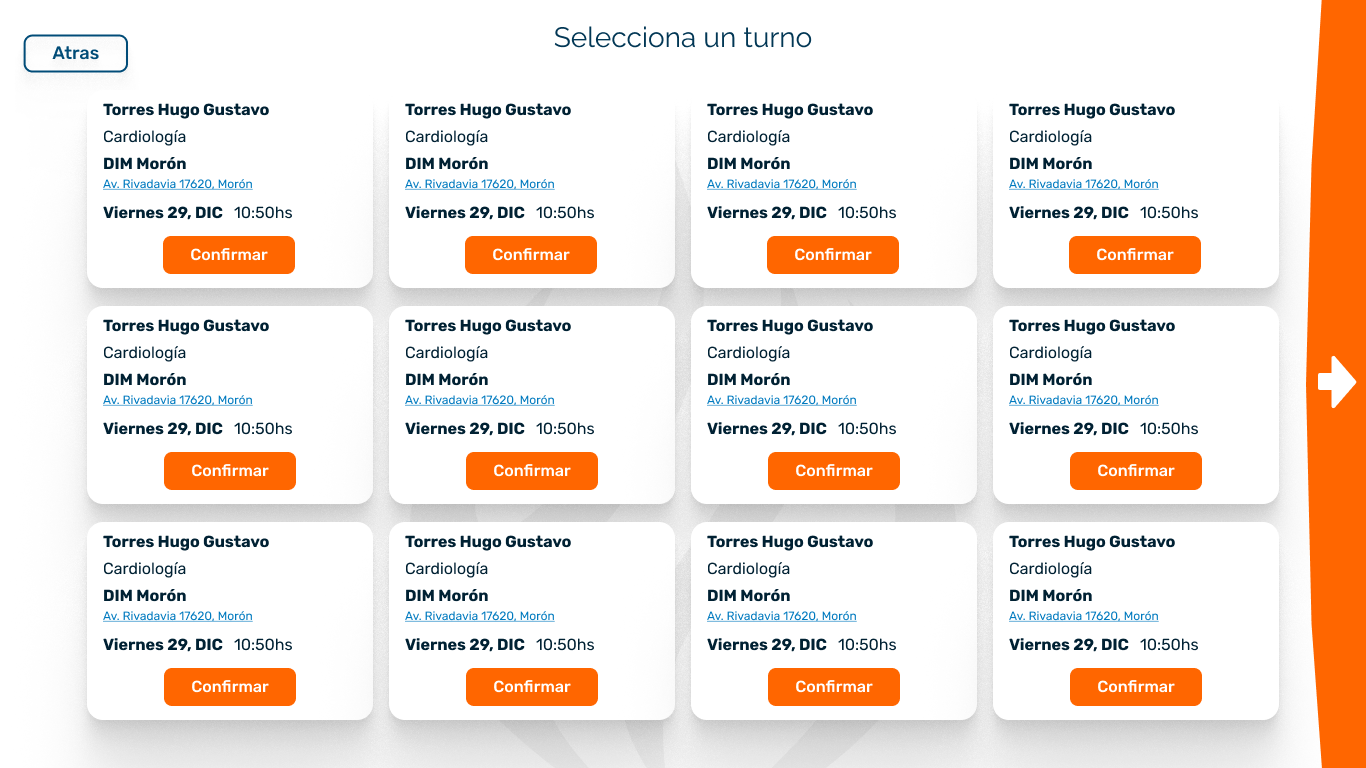 Atras
Selecciona un turno
Torres Hugo Gustavo
Cardiología
DIM Morón
Av. Rivadavia 17620, Morón
Viernes 29, DIC 10:50hs
Confirmar
Torres Hugo Gustavo
Cardiología
DIM Morón
Av. Rivadavia 17620, Morón
Viernes 29, DIC 10:50hs
Confirmar
Torres Hugo Gustavo
Cardiología
DIM Morón
Av. Rivadavia 17620, Morón
Viernes 29, DIC 10:50hs
Confirmar
Torres Hugo Gustavo
Cardiología
DIM Morón
Av. Rivadavia 17620, Morón
Viernes 29, DIC 10:50hs
Confirmar
Torres Hugo Gustavo
Cardiología
DIM Morón
Av. Rivadavia 17620, Morón
Viernes 29, DIC 10:50hs
Confirmar
Torres Hugo Gustavo
Cardiología
DIM Morón
Av. Rivadavia 17620, Morón
Viernes 29, DIC 10:50hs
Confirmar
Torres Hugo Gustavo
Cardiología
DIM Morón
Av. Rivadavia 17620, Morón
Viernes 29, DIC 10:50hs
Confirmar
Torres Hugo Gustavo
Cardiología
DIM Morón
Av. Rivadavia 17620, Morón
Viernes 29, DIC 10:50hs
Confirmar
Torres Hugo Gustavo
Cardiología
DIM Morón
Av. Rivadavia 17620, Morón
Viernes 29, DIC 10:50hs
Confirmar
Torres Hugo Gustavo
Cardiología
DIM Morón
Av. Rivadavia 17620, Morón
Viernes 29, DIC 10:50hs
Confirmar
Torres Hugo Gustavo
Cardiología
DIM Morón
Av. Rivadavia 17620, Morón
Viernes 29, DIC 10:50hs
Confirmar
Torres Hugo Gustavo
Cardiología
DIM Morón
Av. Rivadavia 17620, Morón
Viernes 29, DIC 10:50hs
Confirmar